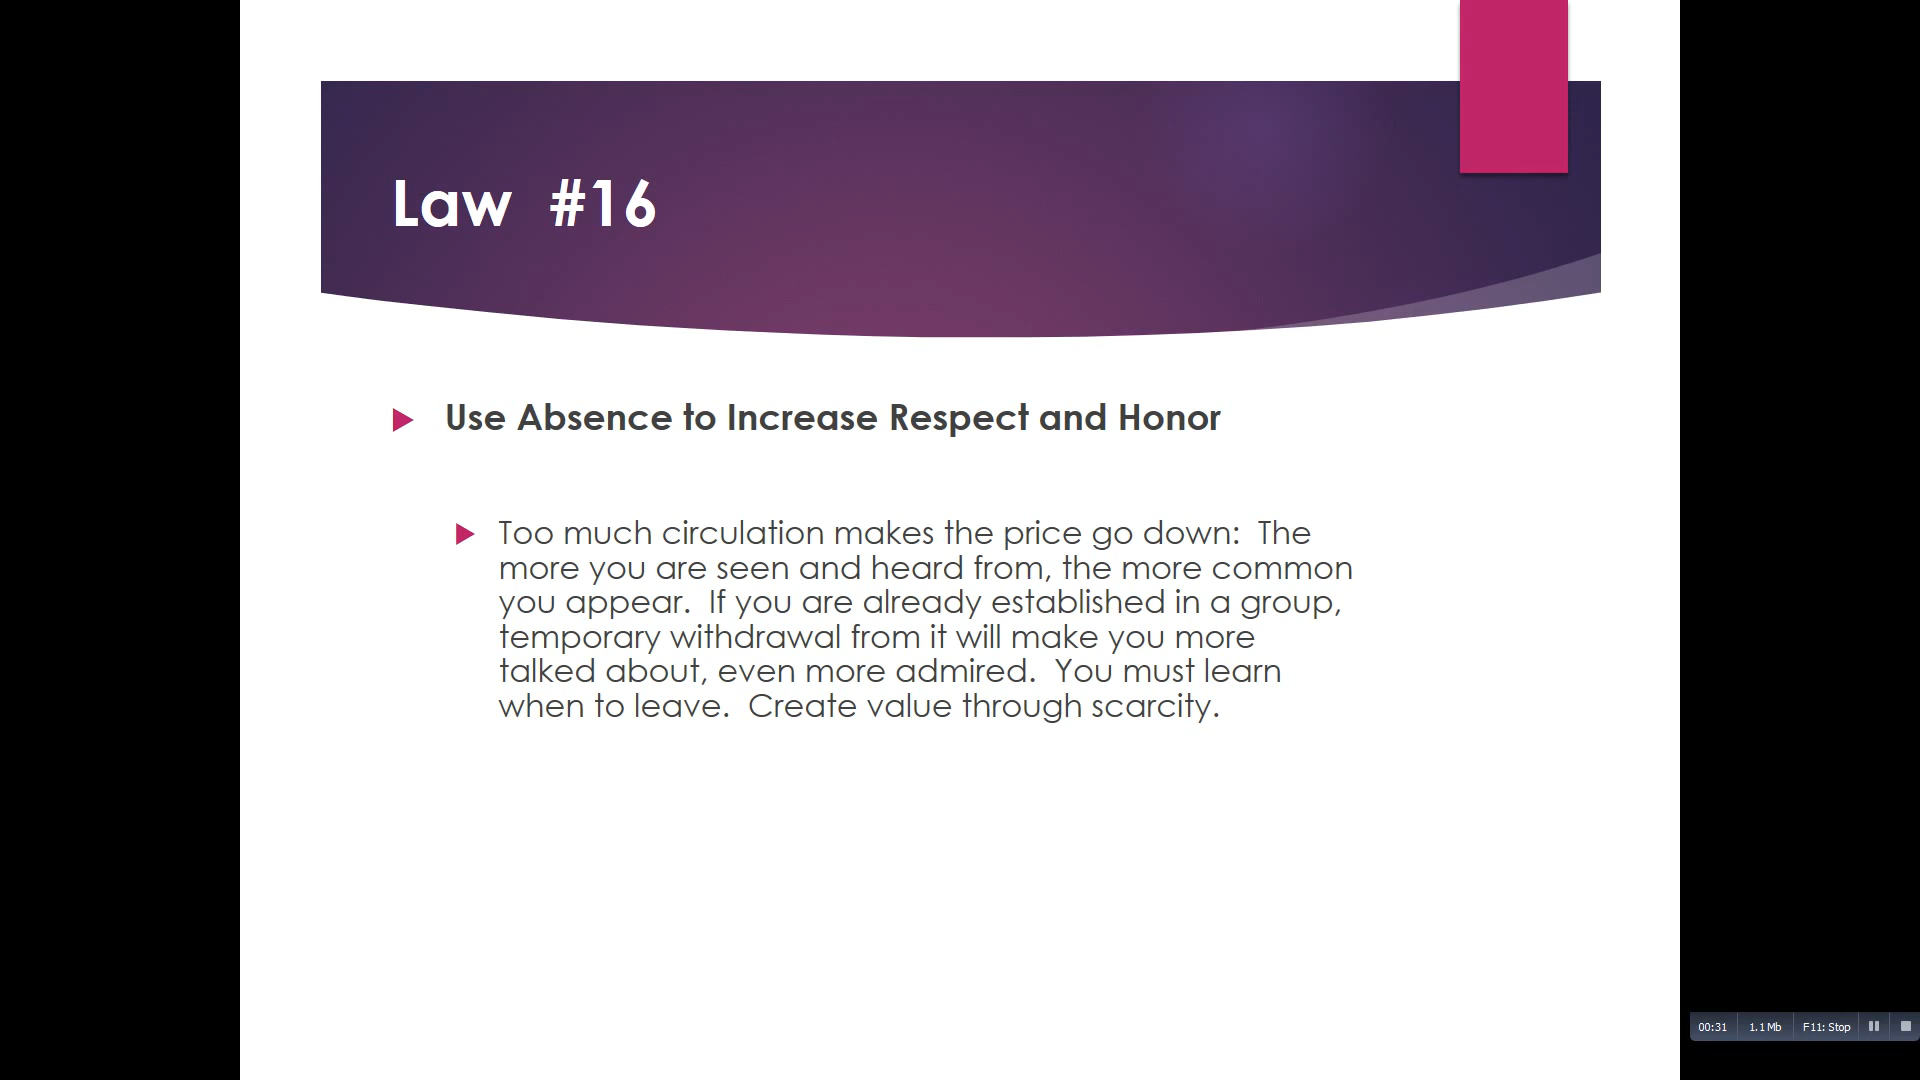 Law  #16
Use Absence to Increase Respect and Honor
Too much circulation makes the price go down:  The
more you are seen and heard from, the more common
you appear.  If you are already established in a group,
temporary withdrawal from it will make you more
talked about, even more admired.  You must learn
when to leave.  Create value through scarcity.
00:31 1.1 Mb F11: Stop